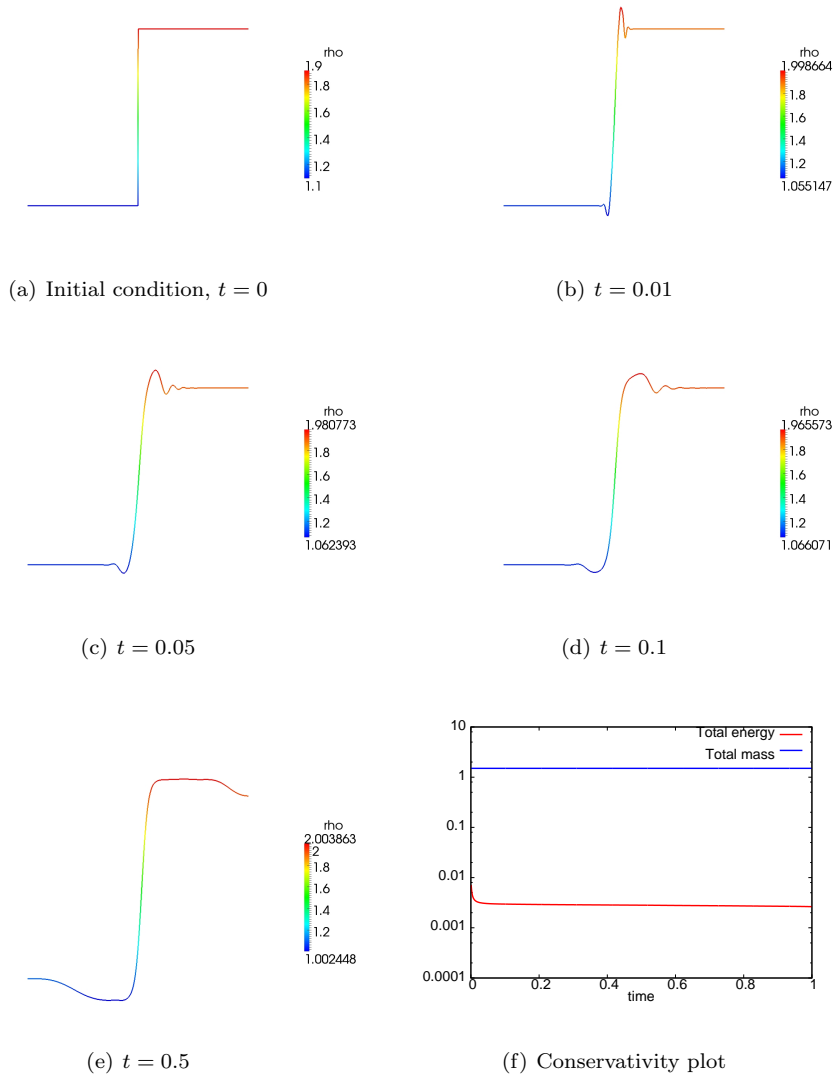 rho
1.9
1.8
1.6
1.4
1.2
1.1
(a) Initial condition, t = 0
rho
1.998664
1.8
1.6
1.4
1.2
1.055147
(b) t = 0.01
rho
1.980773
1.8
1.6
1.4
1.2
1.062393
(c) t = 0.05
rho
1.965573
1.8
1.6
1.4
1.2
1.066071
(d) t = 0.1
rho
2.003863
2
1.8
1.6
1.4
1.2
1.002448
(e) t = 0.5
10
1
0.1
0.01
0.001
0.0001
Total energy
Total mass
0 0.2 0.4 0.6 0.8 1
time
(f) Conservativity plot